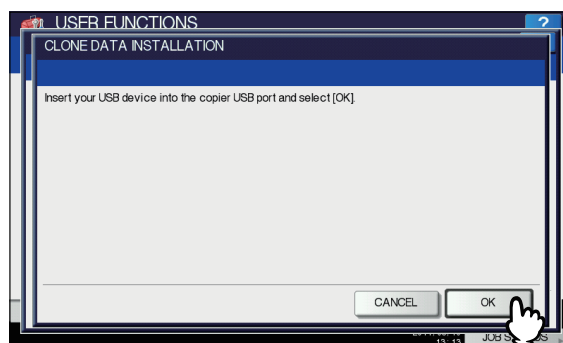 USER FUNCTIONS
?
CLONE DATA INSTALLATION
Insert your USB device into the copier USB port and select [OK].
CANCEL
OK
13:13
JOB